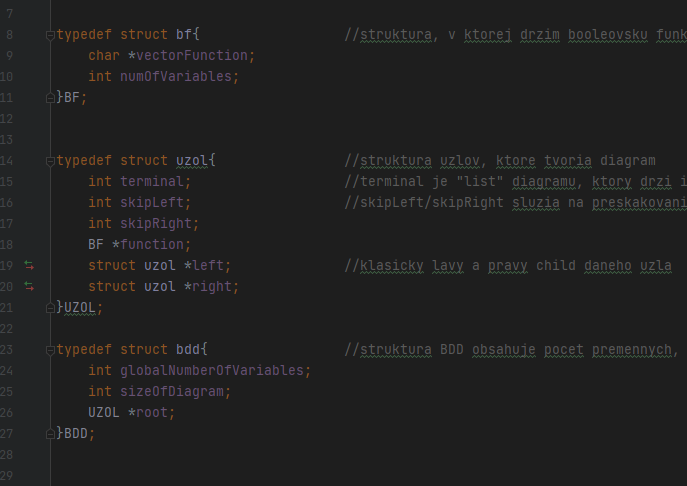 7
8 typedef struct bf{ //struktura, v ktorej drzim booleovsku funk
9 char *vectorFunction;
10 int numOfVariables;
11 }BF;
12
13
14 typedef struct uzol{ //struktura uzlov, ktore tvoria diagram
15 int terminal; //terminal je "list" diagramu, ktory drzi i
16 int skipLeft; //skipLeft/skipRight sluzia na preskakovani
17 int skipRight;
18 BF *function;
19 struct uzol *left; //klasicky lavy a pravy child daneho uzla
20 struct uzol *right;
21 }UZOL;
22
23 typedef struct bdd{ //struktura BDD obsahuje pocet premennych,
24 int globalNumberOfVariables;
25 int sizeOfDiagram;
26 UZOL *root;
27 }BDD;
28
29